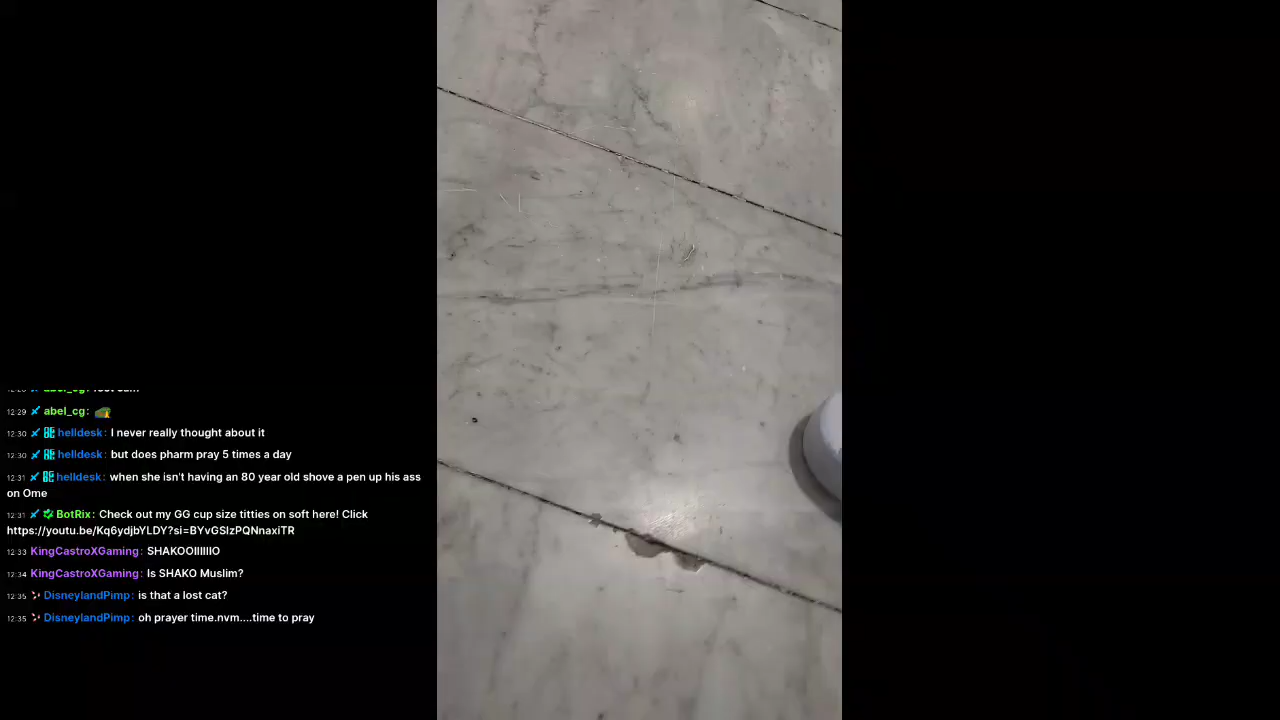 12:29 abel_cg:
12:30 helldesk: I never really thought about it
12:30 helldesk: but does pharm pray 5 times a day
12:31 helldesk: when she isn't having an 80 year old shove a pen up his ass
on Ome
12:31 BotRix: Check out my GG cup size titties on soft here! Click
https://youtu.be/Kq6ydjbYLDY?si=BYvGSIzPQNnaxiTR
12:33 KingCastroXGaming: SHAKOOIIIIIIO
12:34 KingCastroXGaming: Is SHAKO Muslim?
12:35 DisneylandPimp: is that a lost cat?
12:35 DisneylandPimp: oh prayer time.nvm....time to pray